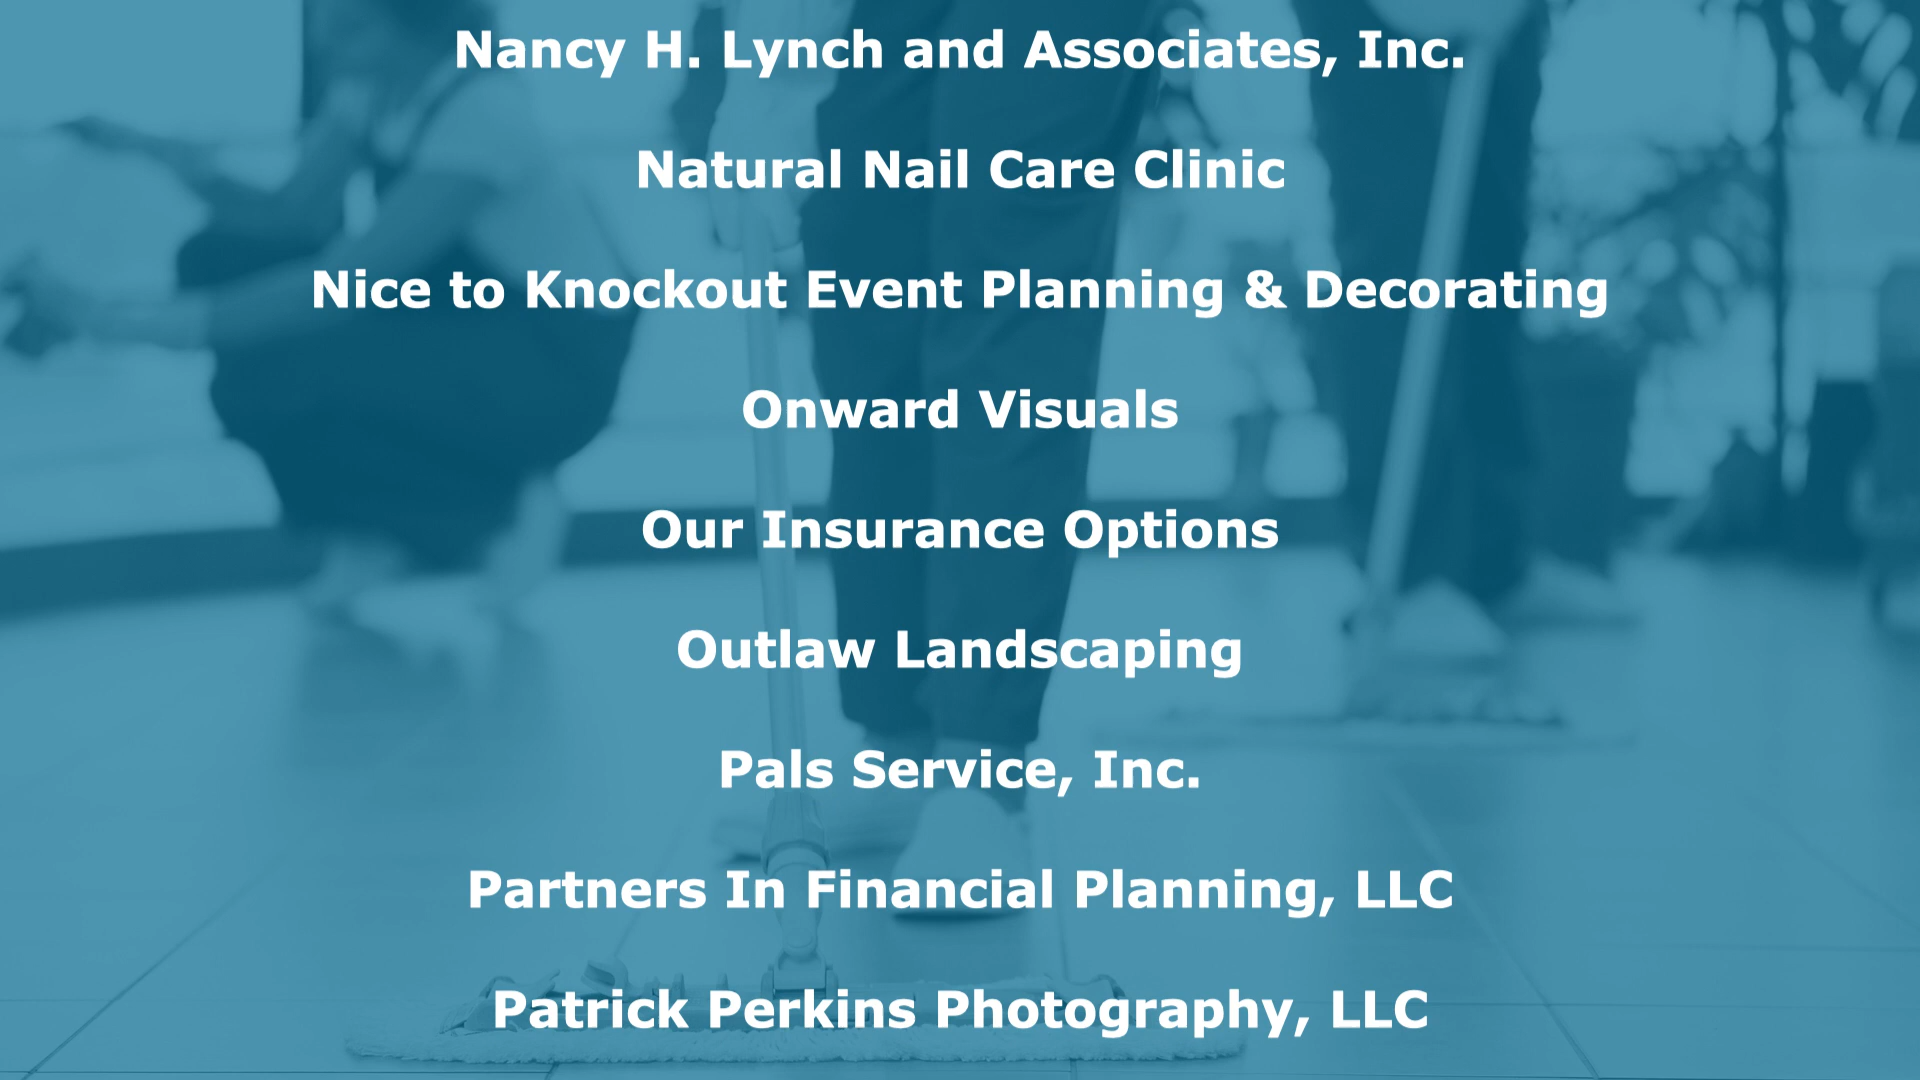 Nancy H. Lynch and Associates, Inc.
Natural Nail Care Clinic
Nice to Knockout Event Planning & Decorating
Onward Visuals
Our Insurance Options
Outlaw Landscaping
Pals Service, Inc.
Partners In Financial Planning, LLC
Patrick Perkins Photography, LLC